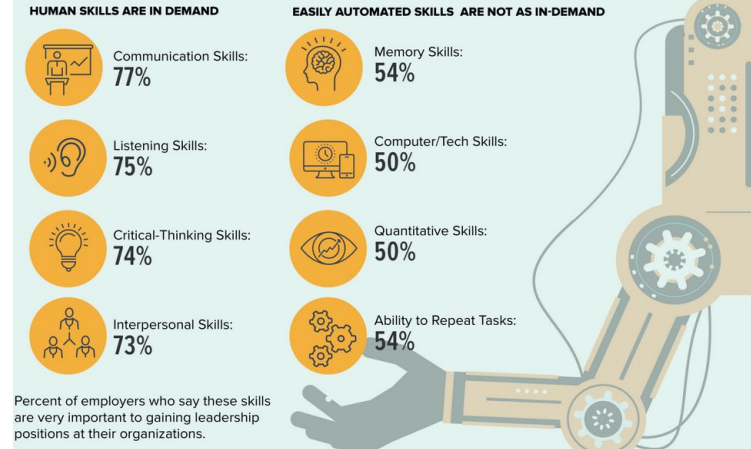 HUMAN SKILLS ARE IN DEMAND
Communication Skills:
77%
Listening Skills:
75%
Critical-Thinking Skills:
74%
Interpersonal Skills:
73%
EASILY AUTOMATED SKILLS ARE NOT AS IN-DEMAND
Memory Skills:
54%
Computer/Tech Skills:
50%
Quantitative Skills:
50%
Ability to Repeat Tasks:
54%
Percent of employers who say these skills
are very important to gaining leadership
positions at their organizations.